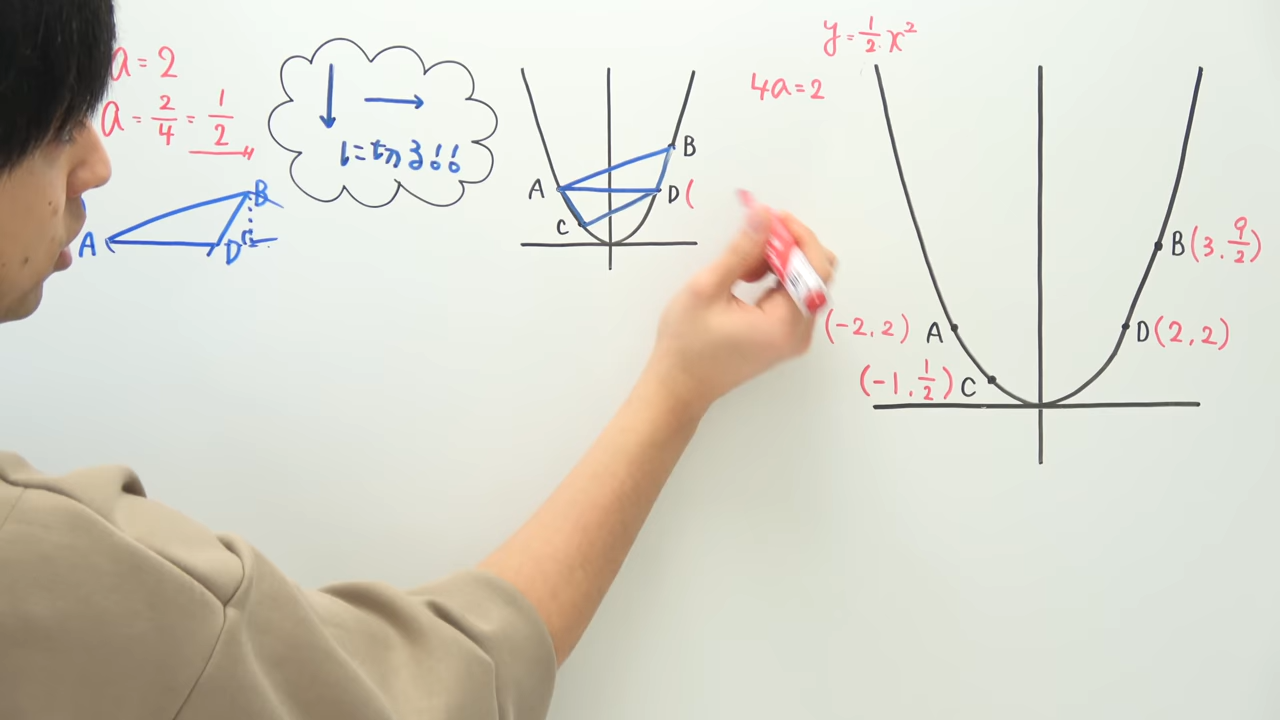 a = 2
a = 2/4 = 1/2
にたる!!
A
B
D
A
B
C
D (
y = 1/2 x²
4a = 2
B (3, 9/2)
(-2, 2) A
D (2, 2)
(-1, 1/2) C